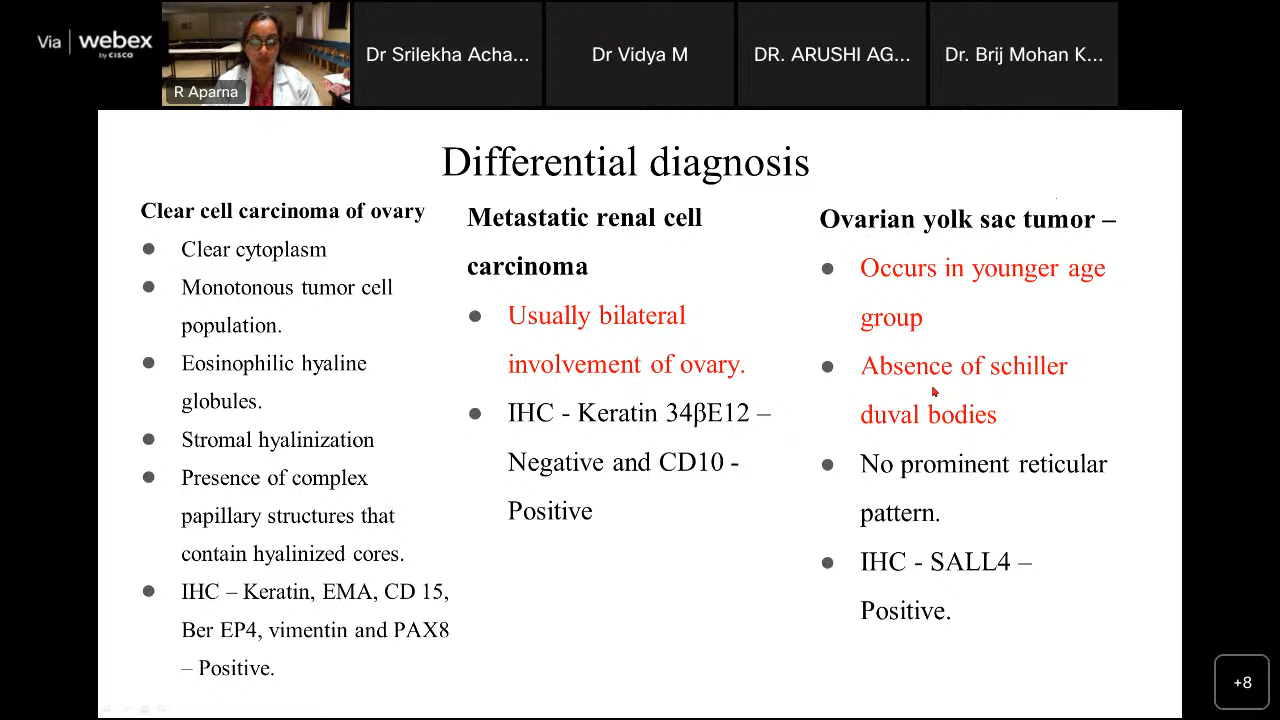 Via webex
by CISCO
R Aparna
Dr Srilekha Acha...
Dr Vidya M
DR. ARUSHI AG...
Dr. Brij Mohan K...
Differential diagnosis
Clear cell carcinoma of ovary
Clear cytoplasm
Monotonous tumor cell
population.
Eosinophilic hyaline
globules.
Stromal hyalinization
Presence of complex
papillary structures that
contain hyalinized cores.
IHC – Keratin, EMA, CD 15,
Ber EP4, vimentin and PAX8
– Positive.
Metastatic renal cell
carcinoma
Usually bilateral
involvement of ovary.
IHC - Keratin 34βE12 –
Negative and CD10 -
Positive
Ovarian yolk sac tumor –
Occurs in younger age
group
Absence of schiller
duval bodies
No prominent reticular
pattern.
IHC - SALL4 –
Positive.
+8